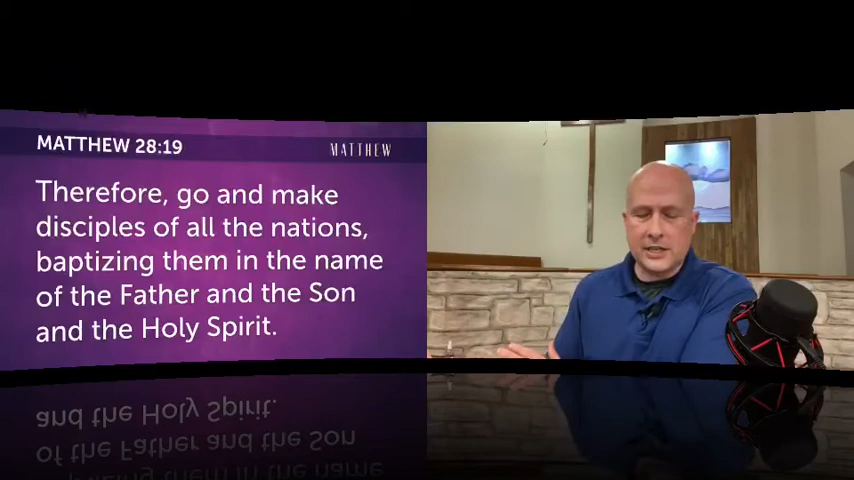 MATTHEW 28:19
MATTHEW
Therefore, go and make
disciples of all the nations,
baptizing them in the name
of the Father and the Son
and the Holy Spirit.